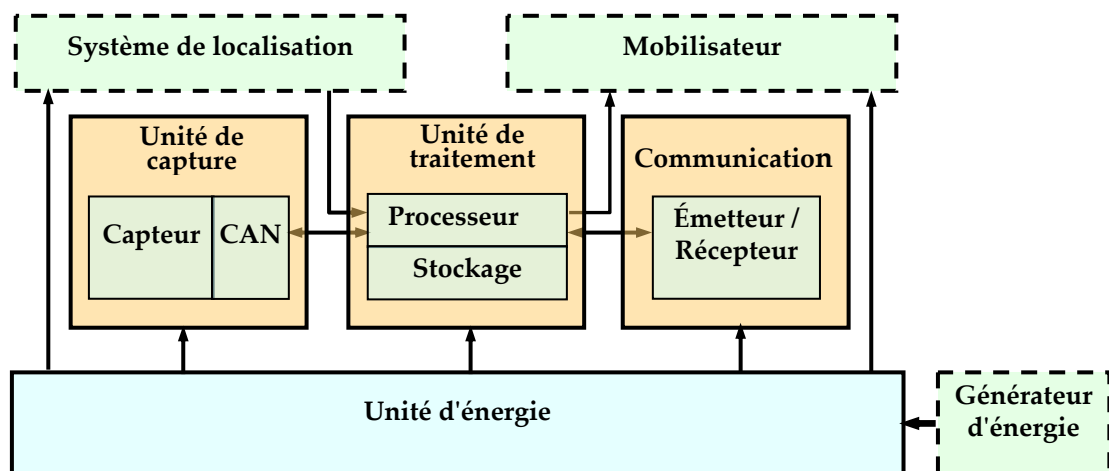 Système de localisation
Mobilisateur
Unité de
capture
Unité de
traitement
Communication
Capteur
CAN
Processeur
Stockage
Émetteur /
Récepteur
Unité d'énergie
Générateur
d'énergie